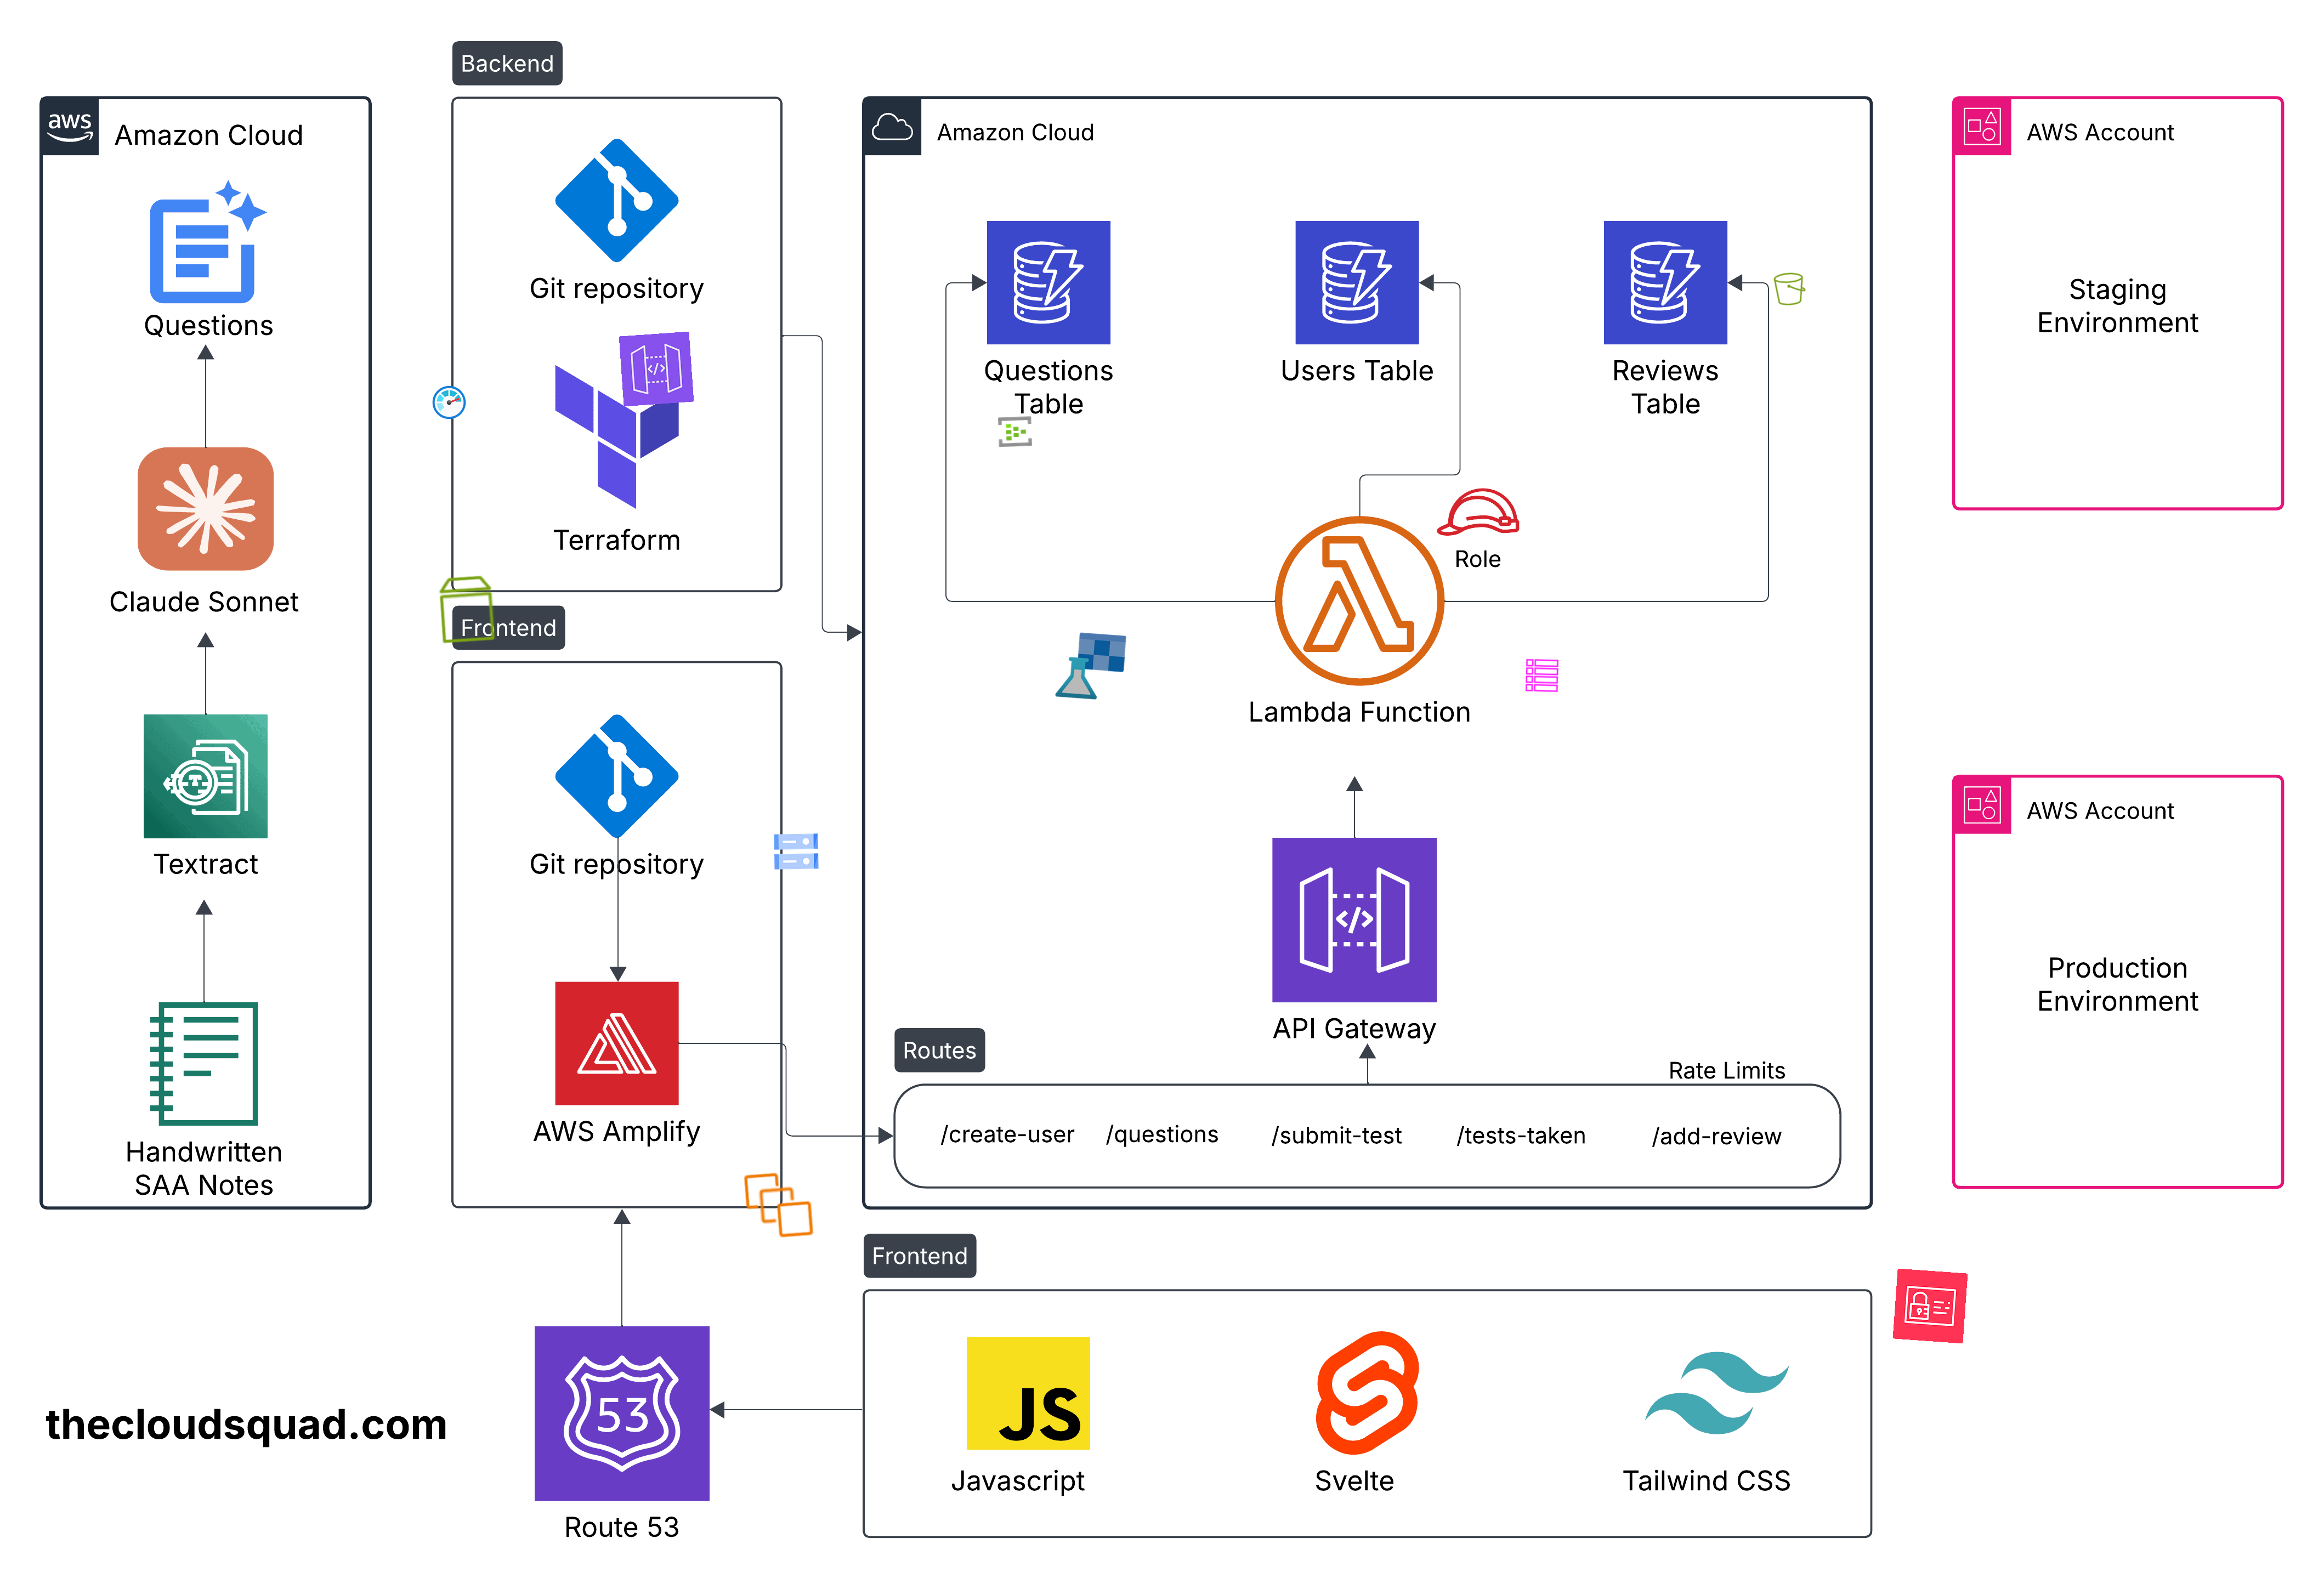 Backend
aws
Amazon Cloud
Questions
Claude Sonnet
Textract
Handwritten
SAA Notes
Git repository
Terraform
Frontend
Git repository
AWS Amplify
Amazon Cloud
Questions
Table
Users Table
Reviews
Table
Role
Lambda Function
API Gateway
Routes
Rate Limits
/create-user
/questions
/submit-test
/tests-taken
/add-review
AWS Account
Staging
Environment
AWS Account
Production
Environment
Frontend
JS
Javascript
Svelte
Tailwind CSS
53
Route 53
thecloudsquad.com